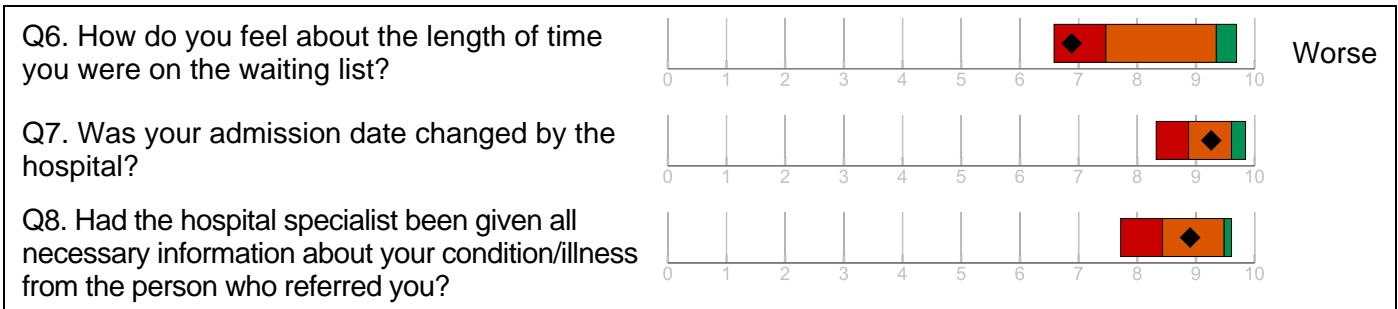 Q6. How do you feel about the length of time
you were on the waiting list?
0 1 2 3 4 5 6 7 8 9 10
Worse
Q7. Was your admission date changed by the
hospital?
0 1 2 3 4 5 6 7 8 9 10
Q8. Had the hospital specialist been given all
necessary information about your condition/illness
from the person who referred you?
0 1 2 3 4 5 6 7 8 9 10